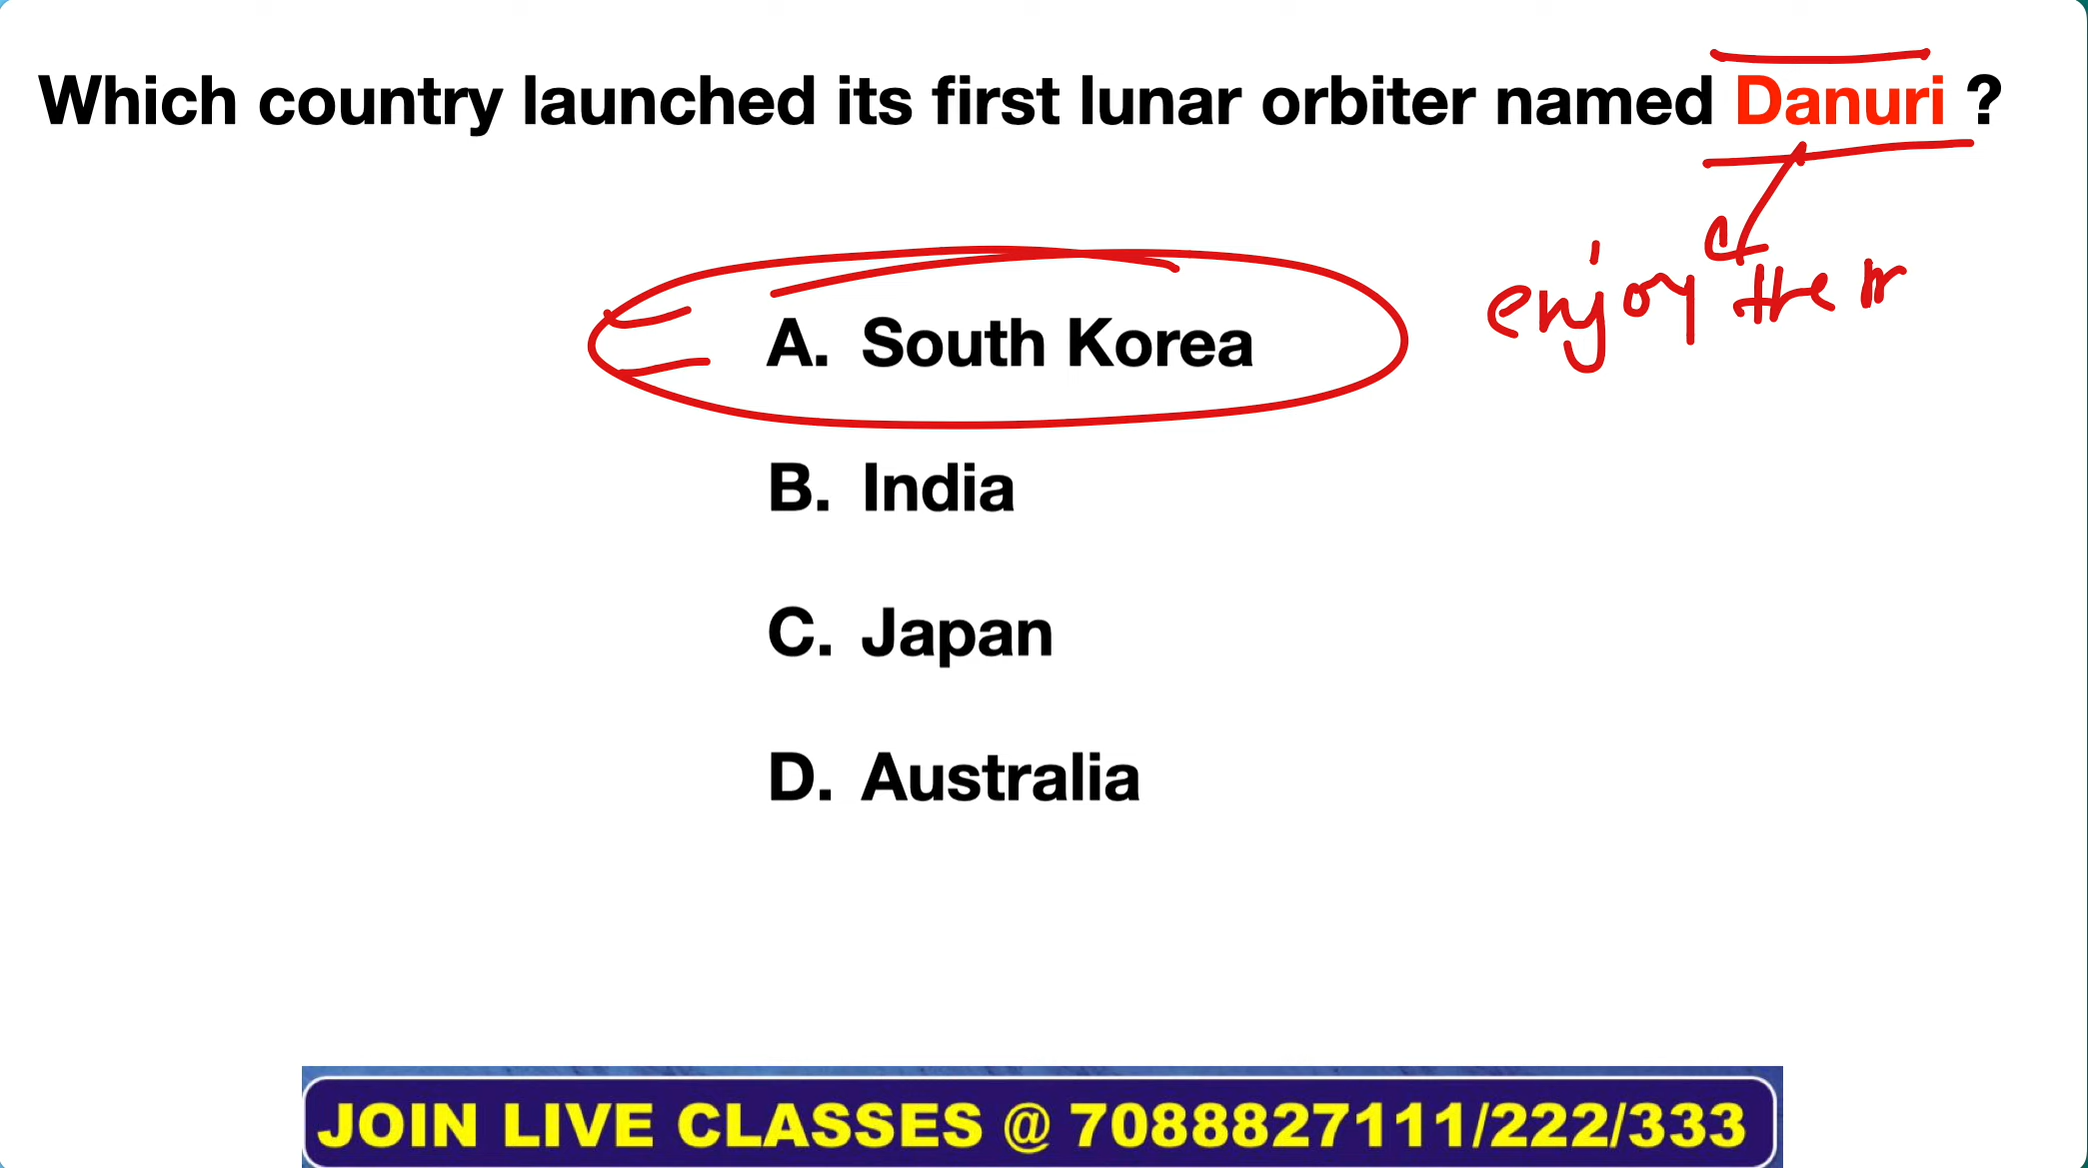 Which country launched its first lunar orbiter named Danuri ?
enjoy the
A. South Korea
B. India
C. Japan
D. Australia
JOIN LIVE CLASSES @ 7088827111/222/333